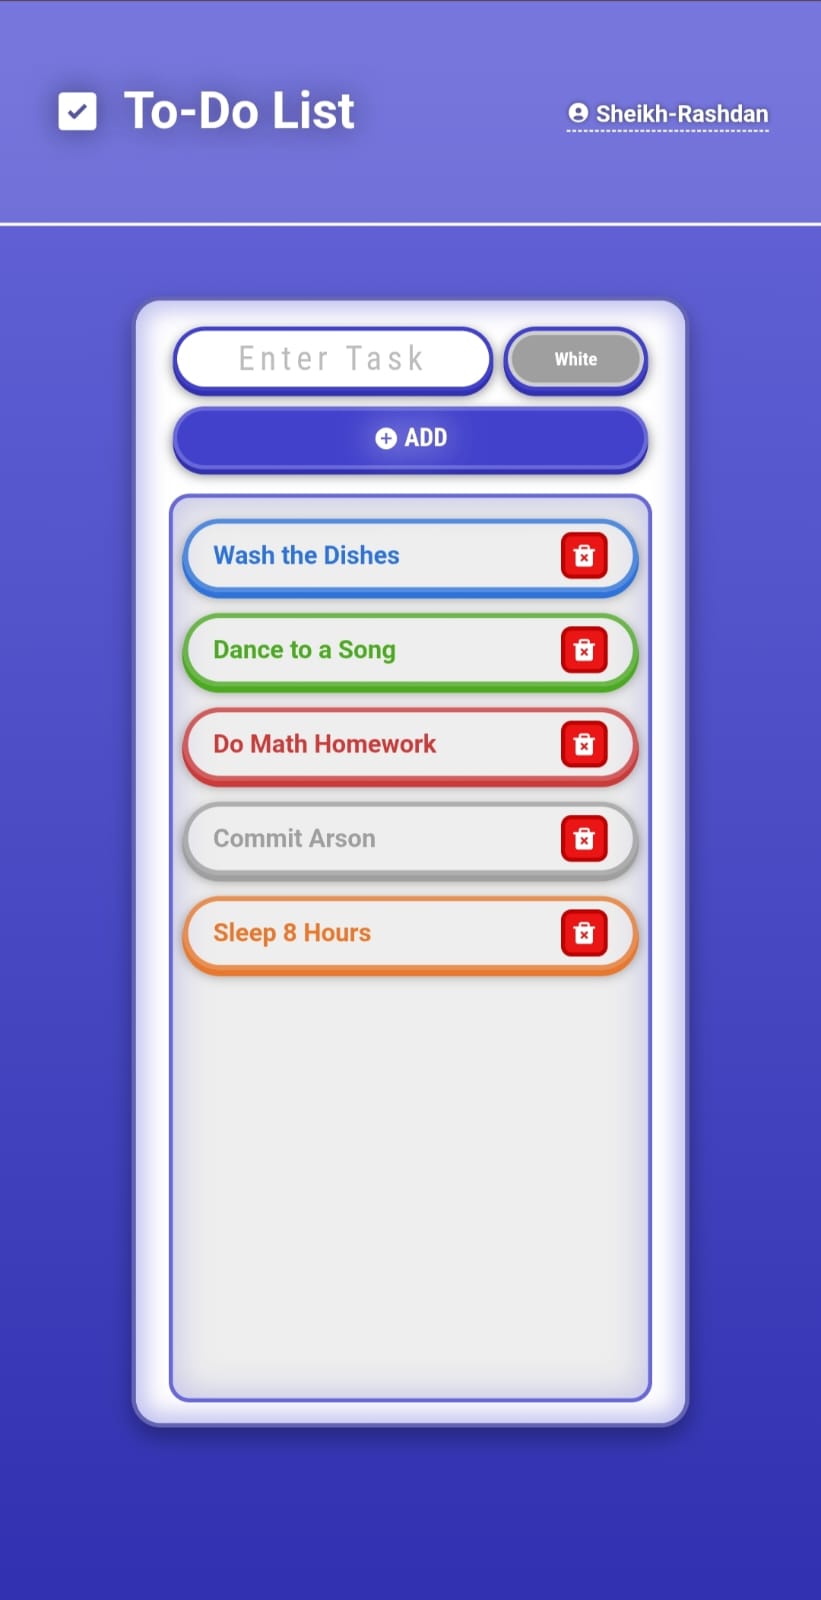 To-Do List
Sheikh-Rashdan
Enter Task
White
ADD
Wash the Dishes
Dance to a Song
Do Math Homework
Commit Arson
Sleep 8 Hours